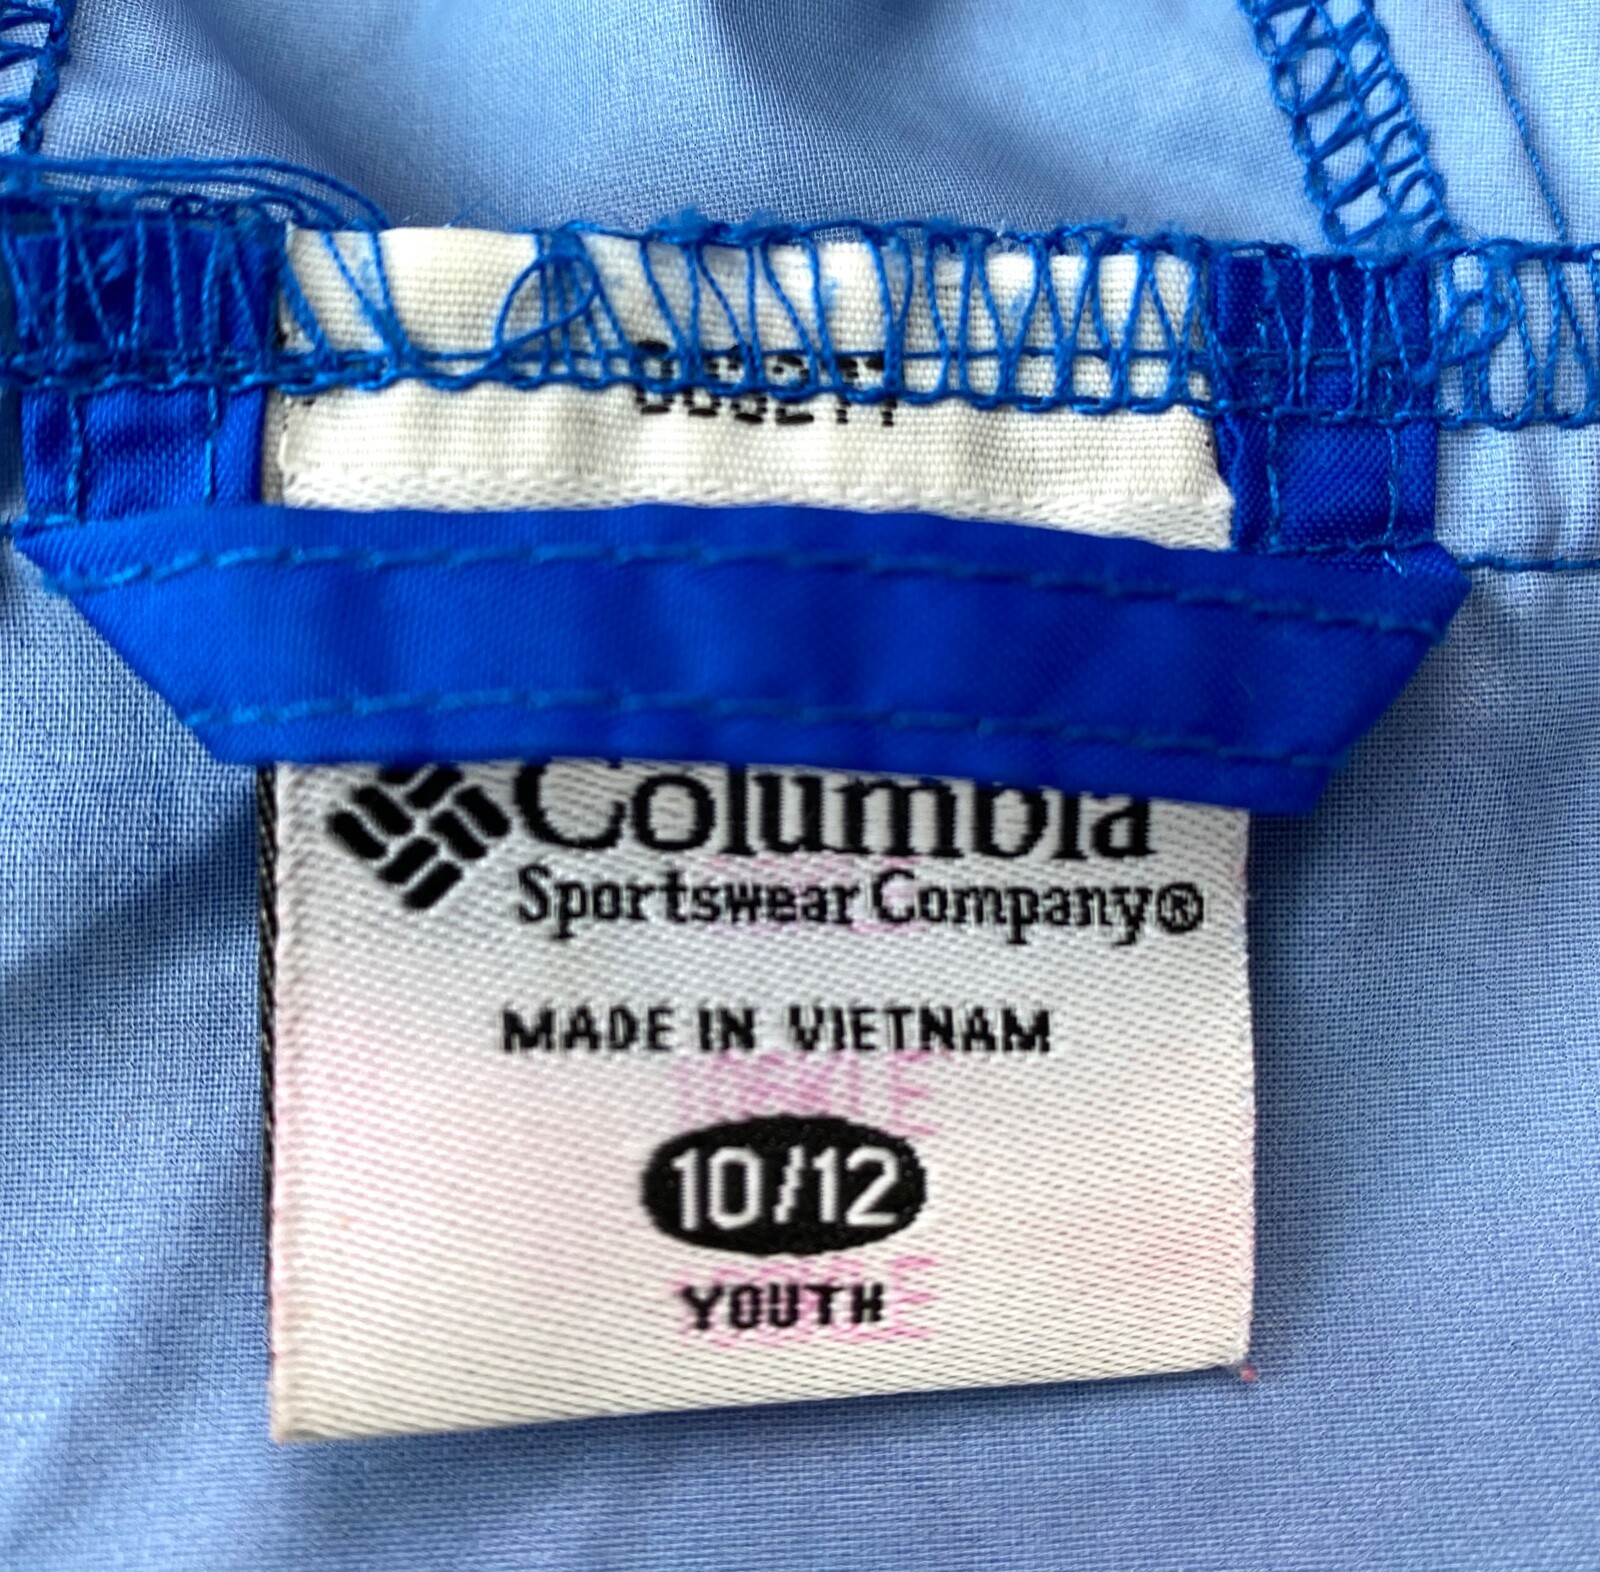 Columbia
Sportswear Company®
MADE IN VIETNAM
10/12
YOUTH